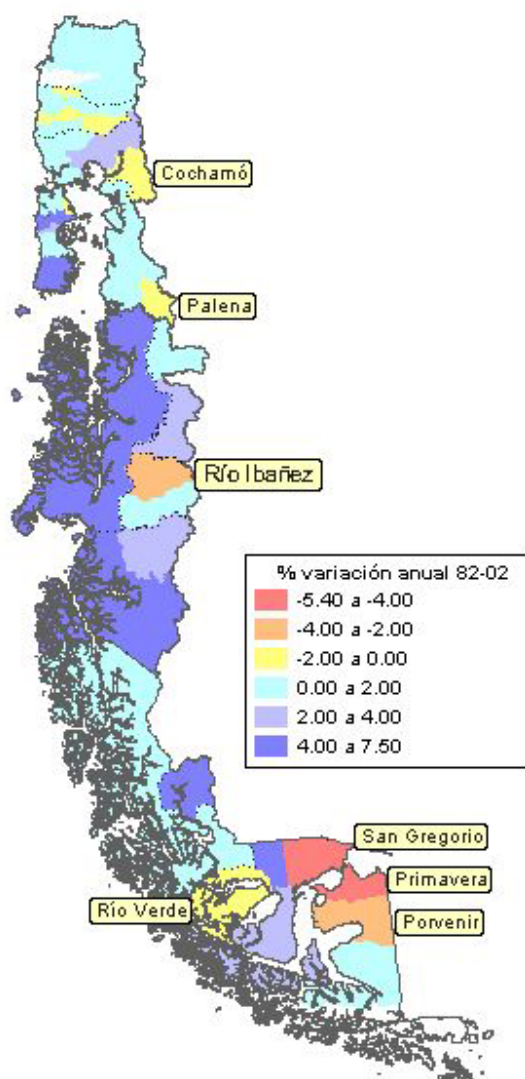 Cochamó
Palena
Río Ibañez
% variación anual 82-02
-5.40 a -4.00
-4.00 a -2.00
-2.00 a 0.00
0.00 a 2.00
2.00 a 4.00
4.00 a 7.50
San Gregorio
Primavera
Río Verde
Porvenir